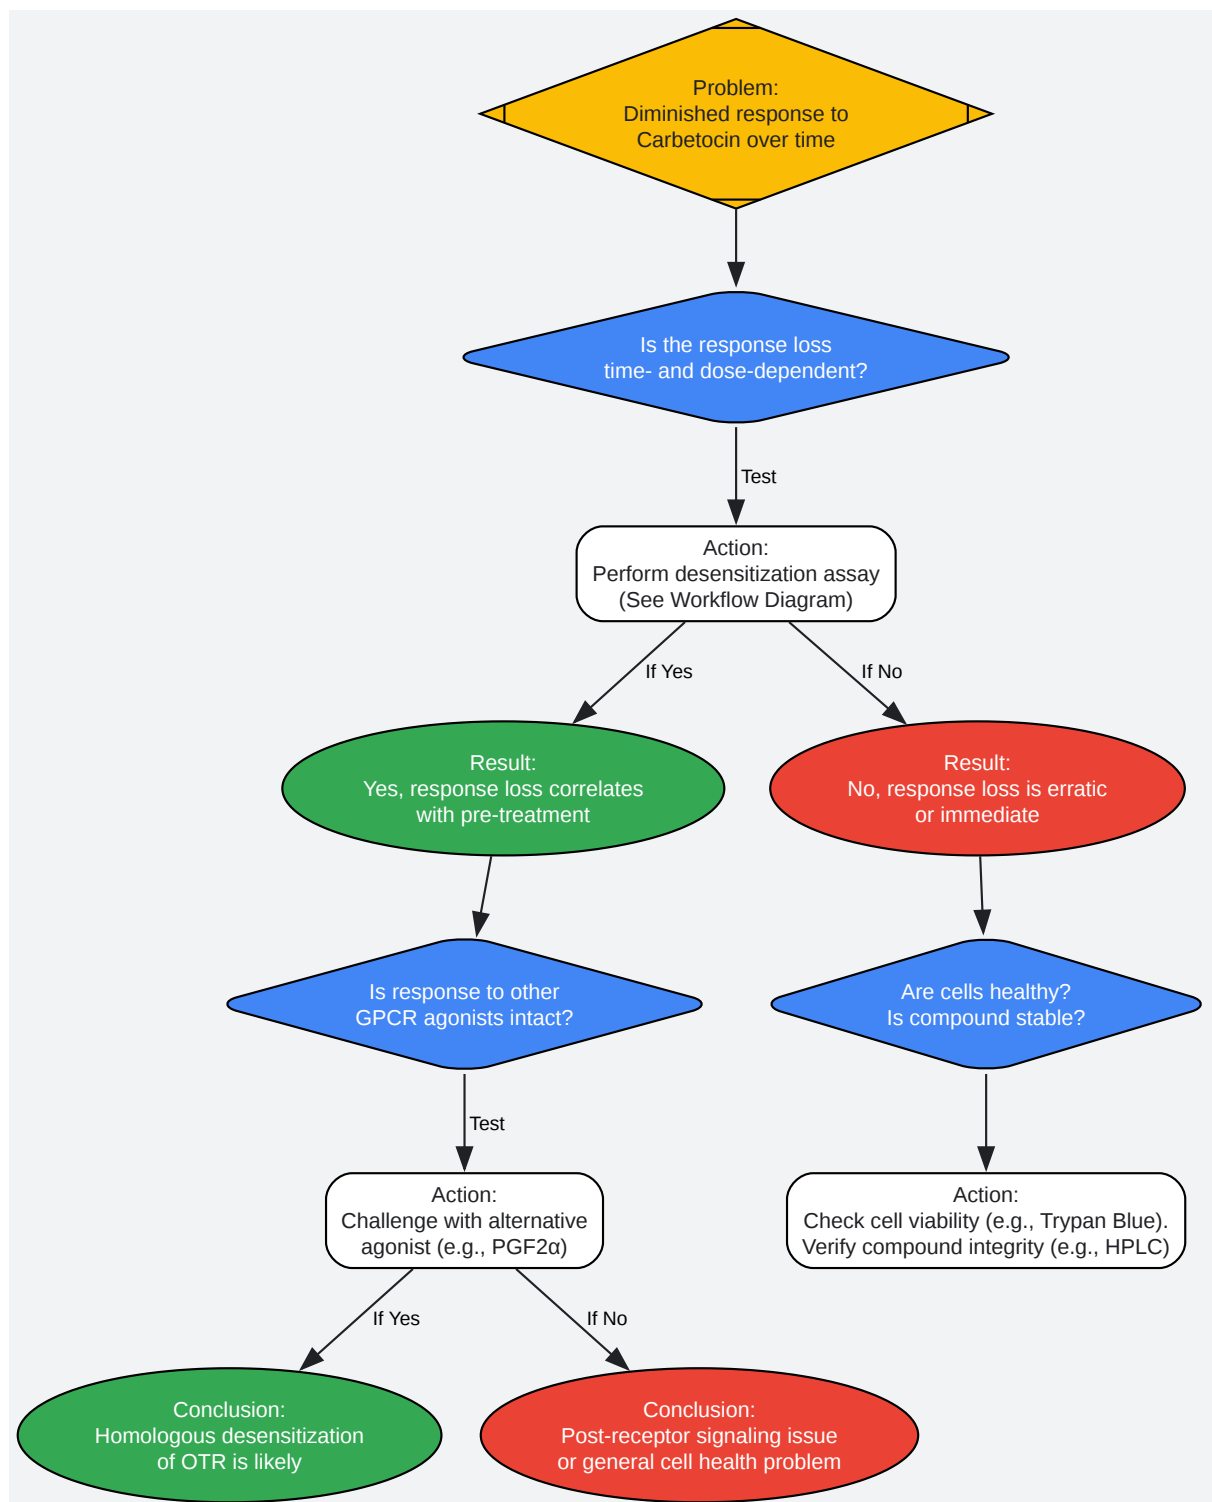 Problem:
Diminished response to
Carbetocin over time
Is the response loss
time- and dose-dependent?
Test
Action:
Perform desensitization assay
(See Workflow Diagram)
If Yes
If No
Result:
Yes, response loss correlates
with pre-treatment
Result:
No, response loss is erratic
or immediate
Is response to other
GPCR agonists intact?
Are cells healthy?
Is compound stable?
Test
Action:
Challenge with alternative
agonist (e.g., PGF2α)
Action:
Check cell viability (e.g., Trypan Blue).
Verify compound integrity (e.g., HPLC)
If Yes
If No
Conclusion:
Homologous desensitization
of OTR is likely
Conclusion:
Post-receptor signaling issue
or general cell health problem